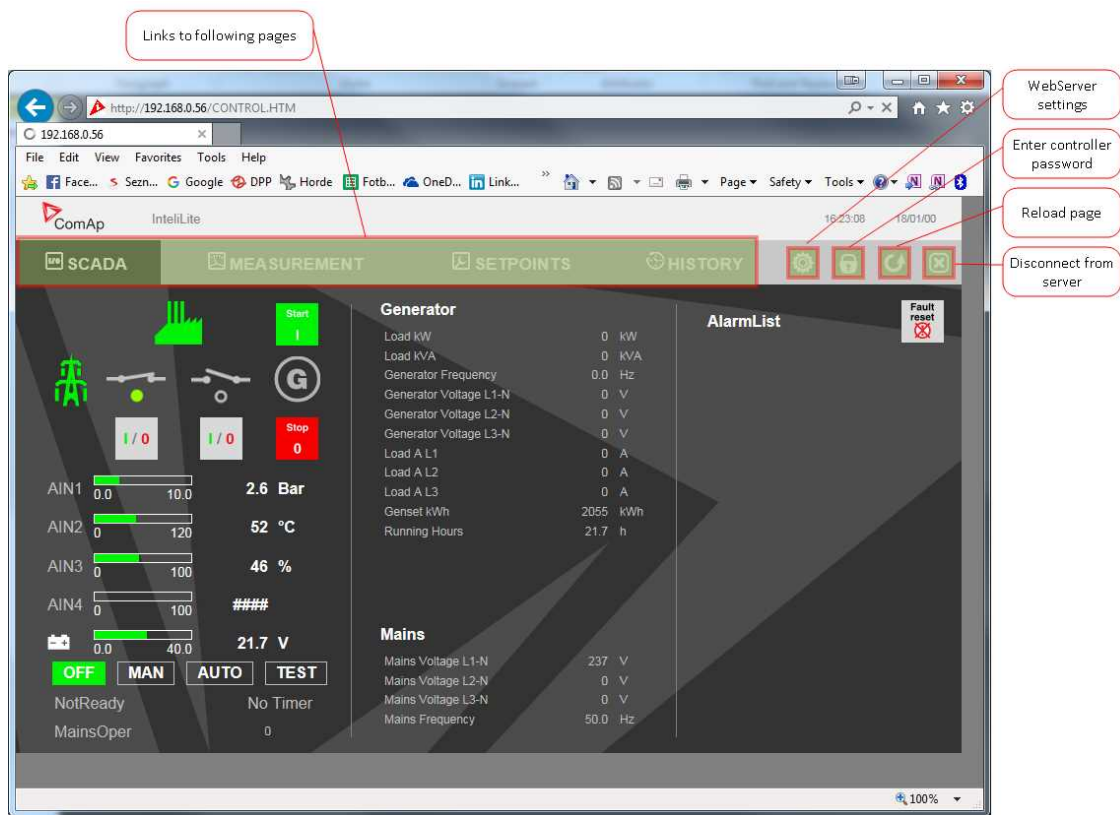 Links to following pages
WebServer
settings
Enter controller
password
Reload page
Disconnect from
server
http://192.168.0.56/CONTROL.HTM
192.168.0.56
File Edit View Favorites Tools Help
Face... Sezn... Google DPP Horde Fotb... OneD... Link... » Page Safety Tools
ComAp InteliLite 16:23:08 18/01/00
SCADA MEASUREMENT SETPOINTS HISTORY
Start
I
I / 0
I / 0
Stop
0
G
AIN1 0.0 10.0 2.6 Bar
AIN2 0 120 52 °C
AIN3 0 100 46 %
AIN4 0 100 ####
0.0 40.0 21.7 V
OFF MAN AUTO TEST
NotReady No Timer
MainsOper 0
Generator
Load kW 0 kW
Load kVA 0 kVA
Generator Frequency 0.0 Hz
Generator Voltage L1-N 0 V
Generator Voltage L2-N 0 V
Generator Voltage L3-N 0 V
Load A L1 0 A
Load A L2 0 A
Load A L3 0 A
Genset kWh 2055 kWh
Running Hours 21.7 h
Mains
Mains Voltage L1-N 237 V
Mains Voltage L2-N 0 V
Mains Voltage L3-N 0 V
Mains Frequency 50.0 Hz
AlarmList
Fault
reset
100%